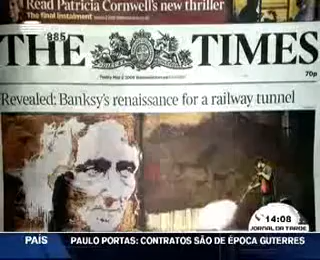 Read Patricia Cornwell's new thriller
The final instalment
THE TIMES
70p
Revealed: Banksy's renaissance for a railway tunnel
14:08
JORNAL DA TARDE
PAÍS
PAULO PORTAS: CONTRATOS SÃO DE ÉPOCA GUTERRES